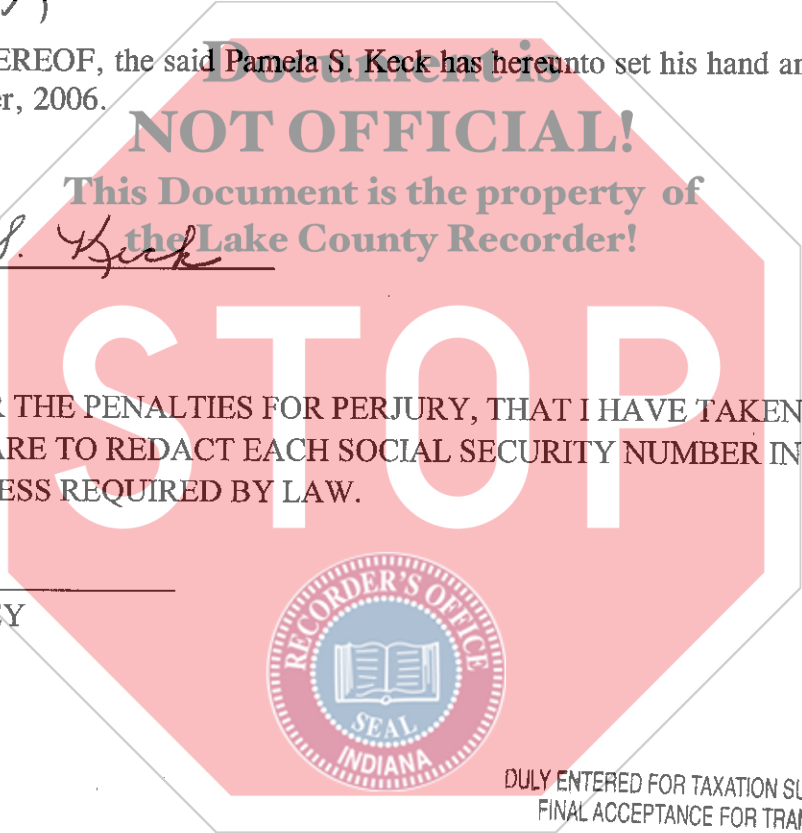 EREOF, the said Pamela S. Keck has hereunto set his hand an
er, 2006.
Document is
NOT OFFICIAL!
This Document is the property of
the Lake County Recorder!
S. Keck
STOP
R THE PENALTIES FOR PERJURY, THAT I HAVE TAKEN
ARE TO REDACT EACH SOCIAL SECURITY NUMBER IN
ESS REQUIRED BY LAW.
EY
RECORDER'S OFFICE
SEAL
INDIANA
DULY ENTERED FOR TAXATION SU
FINAL ACCEPTANCE FOR TRAN